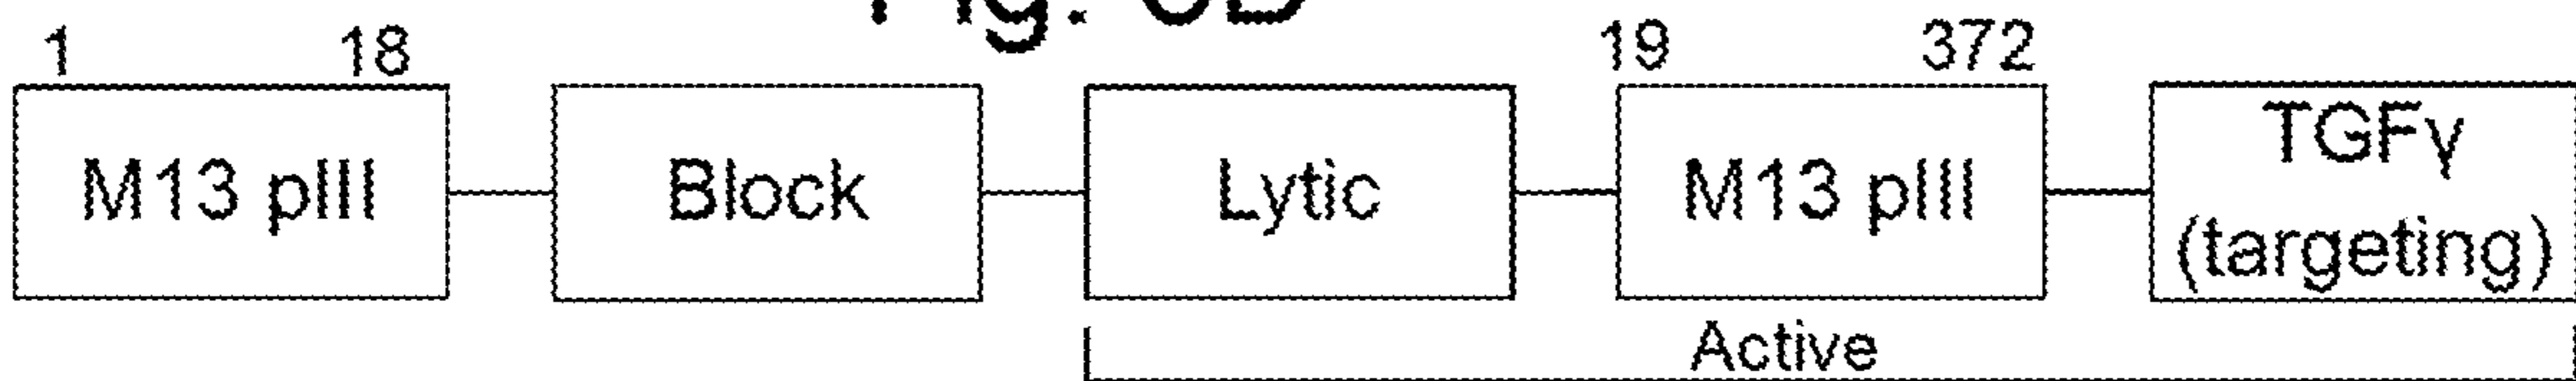 1 18 19 372
M13 pIII Block Lytic M13 pIII TGFγ
(targeting)
Active